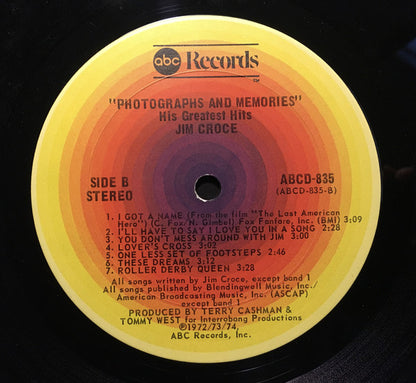 abc Records
"PHOTOGRAPHS AND MEMORIES"
His Greatest Hits
JIM CROCE
SIDE B
STEREO
ABCD-835
(ABCD-835-B)
1. I GOT A NAME (From the film "The Last American
Hero") (C. Fox/N. Gimbel) Fox Fanfare, Inc. (BMI) 3:09
2. I'LL HAVE TO SAY I LOVE YOU IN A SONG 2:28
3. YOU DON'T MESS AROUND WITH JIM 3:00
4. LOVER'S CROSS 3:02
5. ONE LESS SET OF FOOTSTEPS 2:46
6. THESE DREAMS 3:12
7. ROLLER DERBY QUEEN 3:28
All songs written by Jim Croce, except band 1
All songs published by Blendingwell Music, Inc./
American Broadcasting Music, Inc. (ASCAP)
except band 1
PRODUCED BY TERRY CASHMAN &
TOMMY WEST for Interrobang Productions
Ⓟ1972/73/74,
ABC Records, Inc.